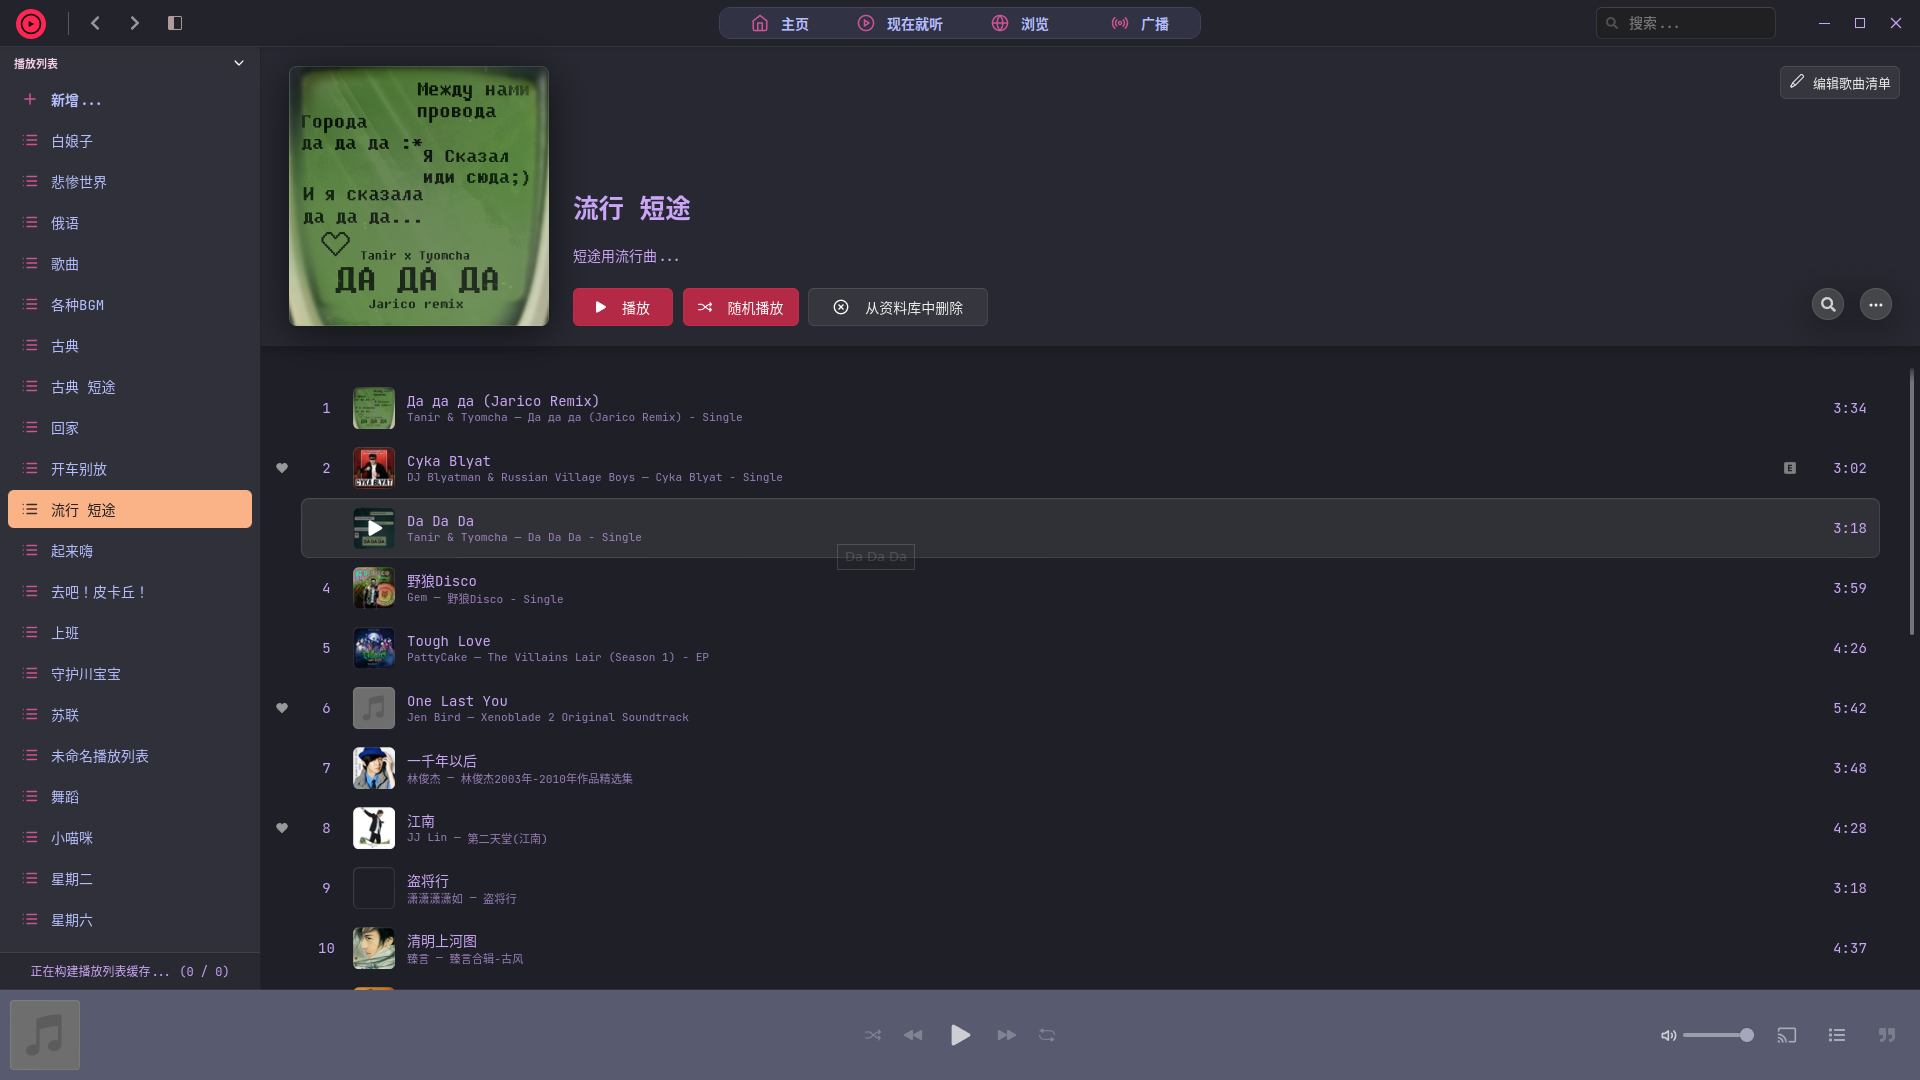 主页
现在就听
浏览
广播
搜索...
播放列表
新增...
白娘子
悲惨世界
俄语
歌曲
各种BGM
古典
古典 短途
回家
开车别放
流行 短途
起来嗨
去吧！皮卡丘！
上班
守护川宝宝
苏联
未命名播放列表
舞蹈
小喵咪
星期二
星期六
正在构建播放列表缓存... (0 / 0)
Между нами
провода
Города
да да да :*
Я Сказал
иди сюда;)
И я сказала
да да да...
Tanir x Tyomcha
ДА ДА ДА
Jarico remix
编辑歌曲清单
流行 短途
短途用流行曲...
播放
随机播放
从资料库中删除
1
Да да да (Jarico Remix)
Tanir & Tyomcha — Да да да (Jarico Remix) - Single
3:34
2
CYKA BLYAT
Cyka Blyat
DJ Blyatman & Russian Village Boys — Cyka Blyat - Single
E
3:02
Da Da Da
Tanir & Tyomcha — Da Da Da - Single
3:18
Da Da Da
4
野狼Disco
Gem — 野狼Disco - Single
3:59
5
Tough Love
PattyCake — The Villains Lair (Season 1) - EP
4:26
6
One Last You
Jen Bird — Xenoblade 2 Original Soundtrack
5:42
7
一千年以后
林俊杰 — 林俊杰2003年-2010年作品精选集
3:48
8
江南
JJ Lin — 第二天堂(江南)
4:28
9
盗将行
潇潇潇潇如 — 盗将行
3:18
10
清明上河图
臻言 — 臻言合辑-古风
4:37